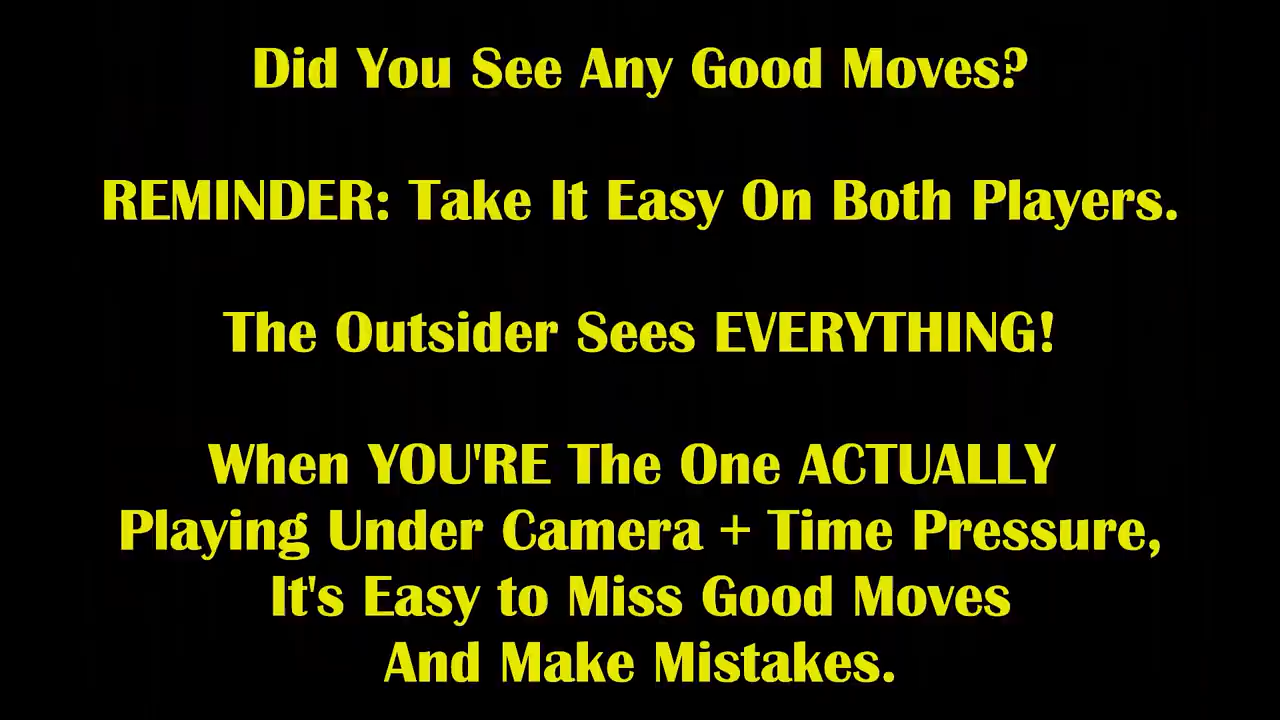 Did You See Any Good Moves?
REMINDER: Take It Easy On Both Players.
The Outsider Sees EVERYTHING!
When YOU'RE The One ACTUALLY
Playing Under Camera + Time Pressure,
It's Easy to Miss Good Moves
And Make Mistakes.